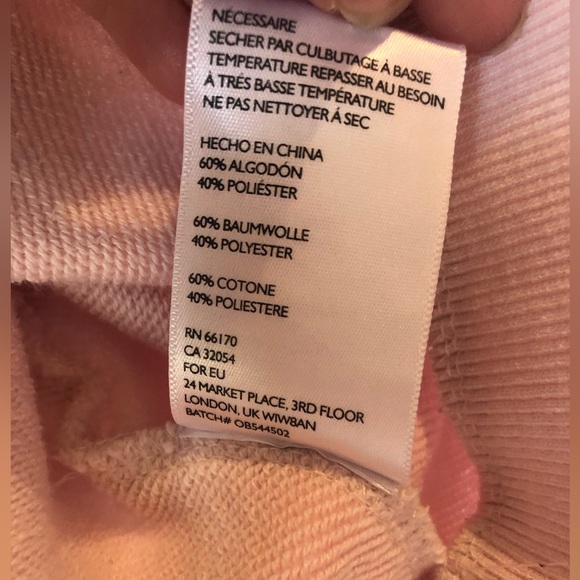 NÉCESSAIRE
SECHER PAR CULBUTAGE À BASSE
TEMPERATURE REPASSER AU BESOIN
À TRÉS BASSE TEMPÉRATURE
NE PAS NETTOYER Á SEC
HECHO EN CHINA
60% ALGODÓN
40% POLIÉSTER
60% BAUMWOLLE
40% POLYESTER
60% COTONE
40% POLIESTERE
RN 66170
CA 32054
FOR EU
24 MARKET PLACE, 3RD FLOOR
LONDON, UK WIW8AN
BATCH# OB544502